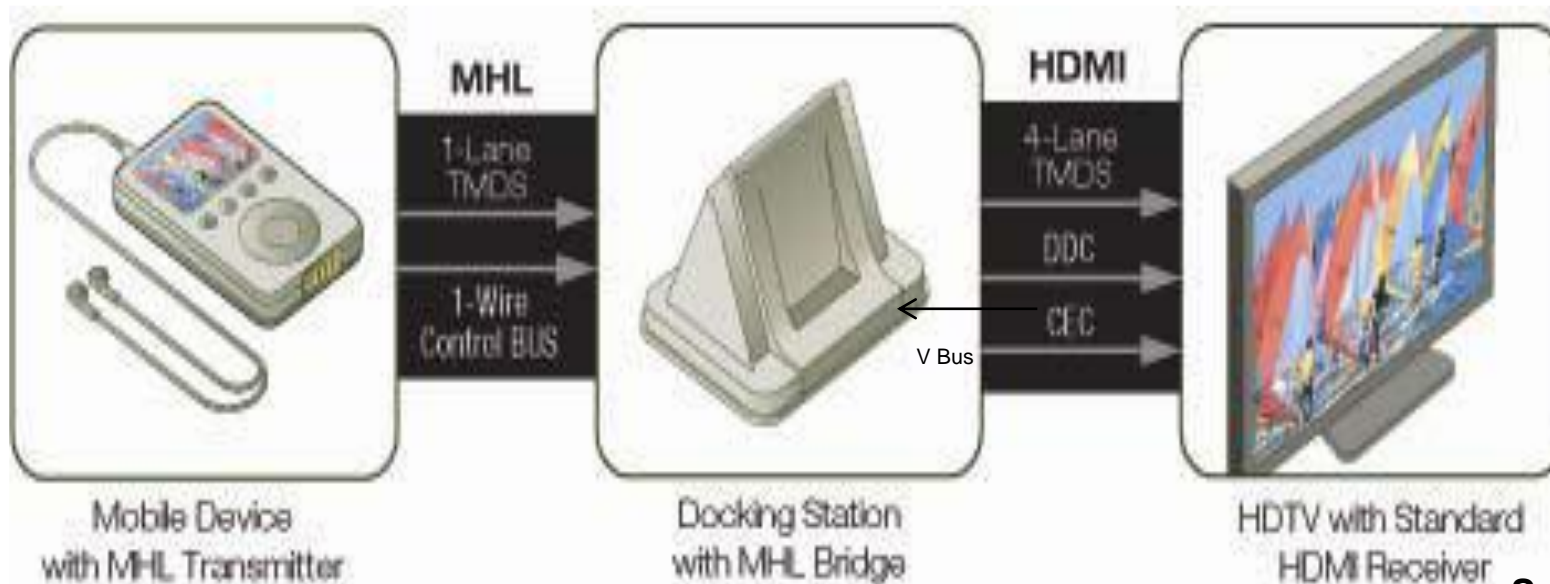 MHL
1-Lane
TMDS
1-Wire
Control BUS
HDMI
4-Lane
TMDS
DDC
CEC
V Bus
Mobile Device
with MHL Transmitter
Docking Station
with MHL Bridge
HDTV with Standard
HDMI Receiver